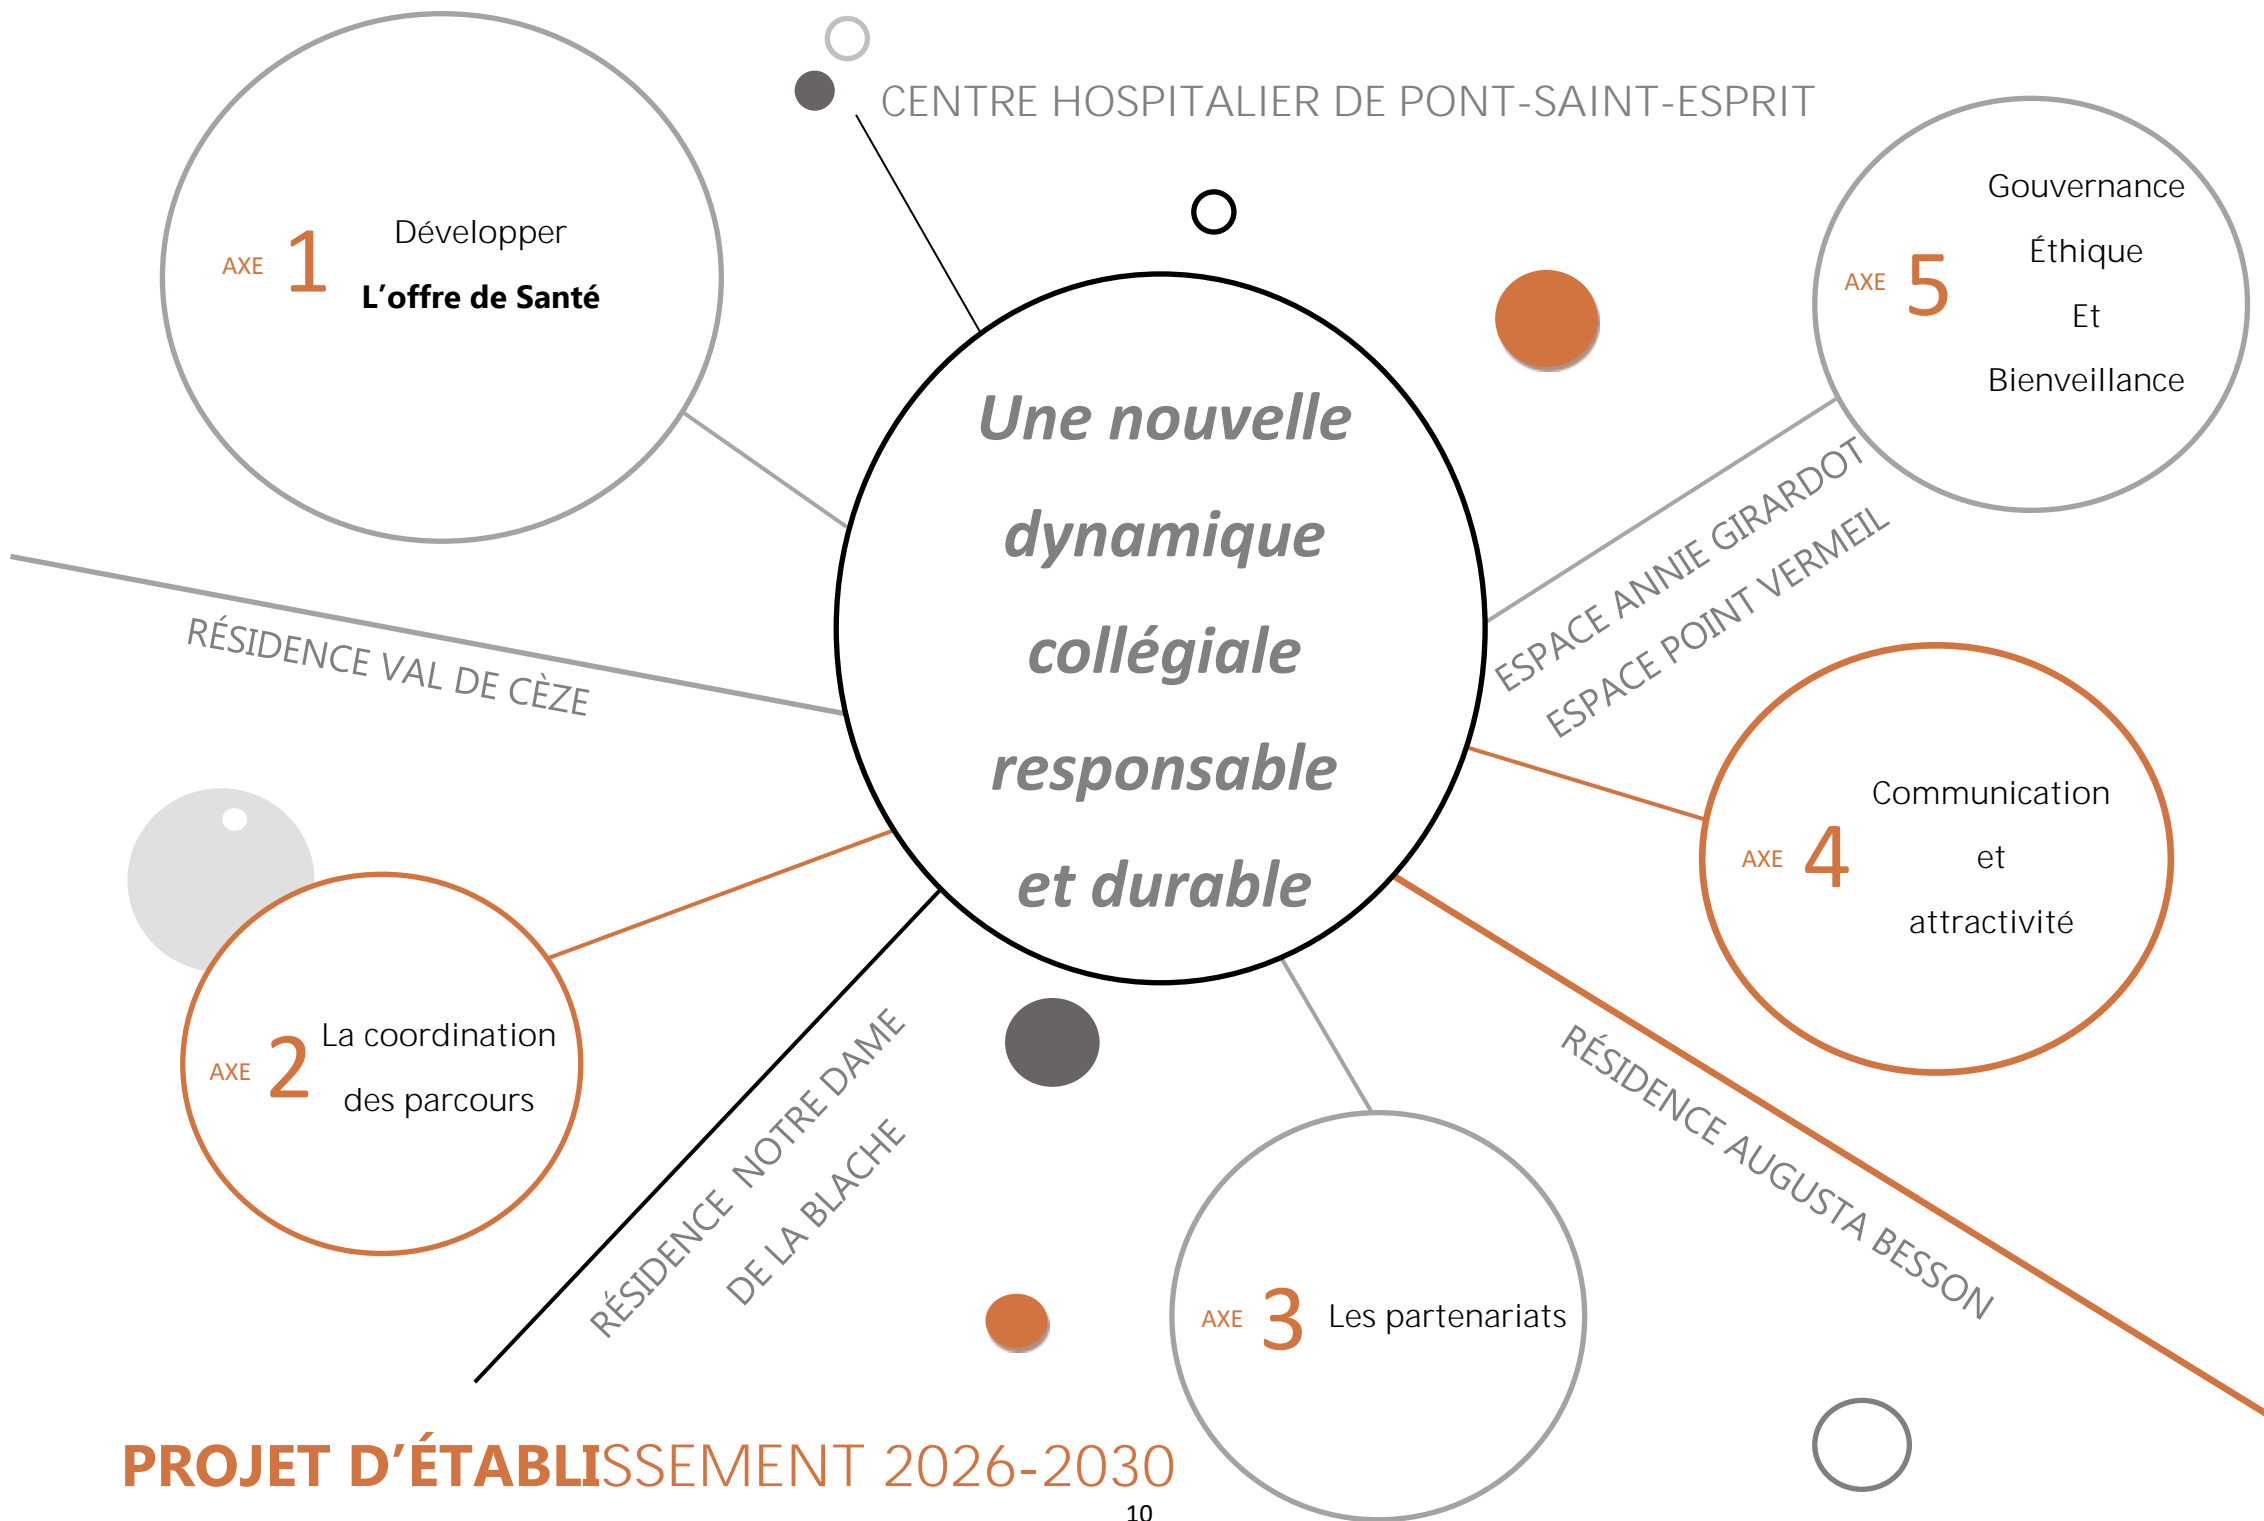 CENTRE HOSPITALIER DE PONT-SAINT-ESPRIT
AXE 1
Développer
L’offre de Santé
AXE 5
Gouvernance
Éthique
Et
Bienveillance
Une nouvelle
dynamique
collégiale
responsable
et durable
ESPACE ANNIE GIRARDOT
ESPACE POINT VERMEIL
RÉSIDENCE VAL DE CÈZE
AXE 4
Communication
et
attractivité
AXE 2
La coordination
des parcours
RÉSIDENCE NOTRE DAME
DE LA BLACHE
RÉSIDENCE AUGUSTA BESSON
AXE 3
Les partenariats
PROJET D’ÉTABLISSEMENT 2026-2030
10